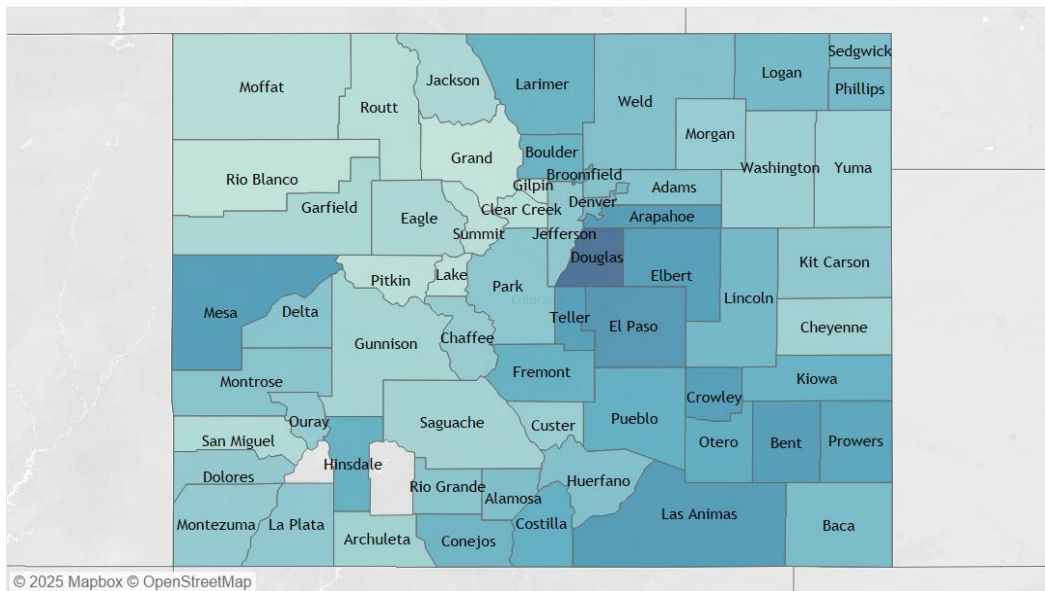 Moffat
Routt
Jackson
Larimer
Weld
Logan
Sedgwick
Phillips
Morgan
Washington
Yuma
Rio Blanco
Grand
Boulder
Broomfield
Gilpin
Adams
Garfield
Eagle
Clear Creek
Denver
Arapahoe
Summit
Jefferson
Douglas
Elbert
Kit Carson
Mesa
Delta
Pitkin
Lake
Park
Colorado
Lincoln
Teller
El Paso
Cheyenne
Gunnison
Chaffee
Montrose
Fremont
Kiowa
Crowley
Ouray
Saguache
Custer
Pueblo
San Miguel
Otero
Bent
Prowers
Dolores
Hinsdale
Rio Grande
Alamosa
Huerfano
Montezuma
La Plata
Archuleta
Conejos
Costilla
Las Animas
Baca
© 2025 Mapbox © OpenStreetMap